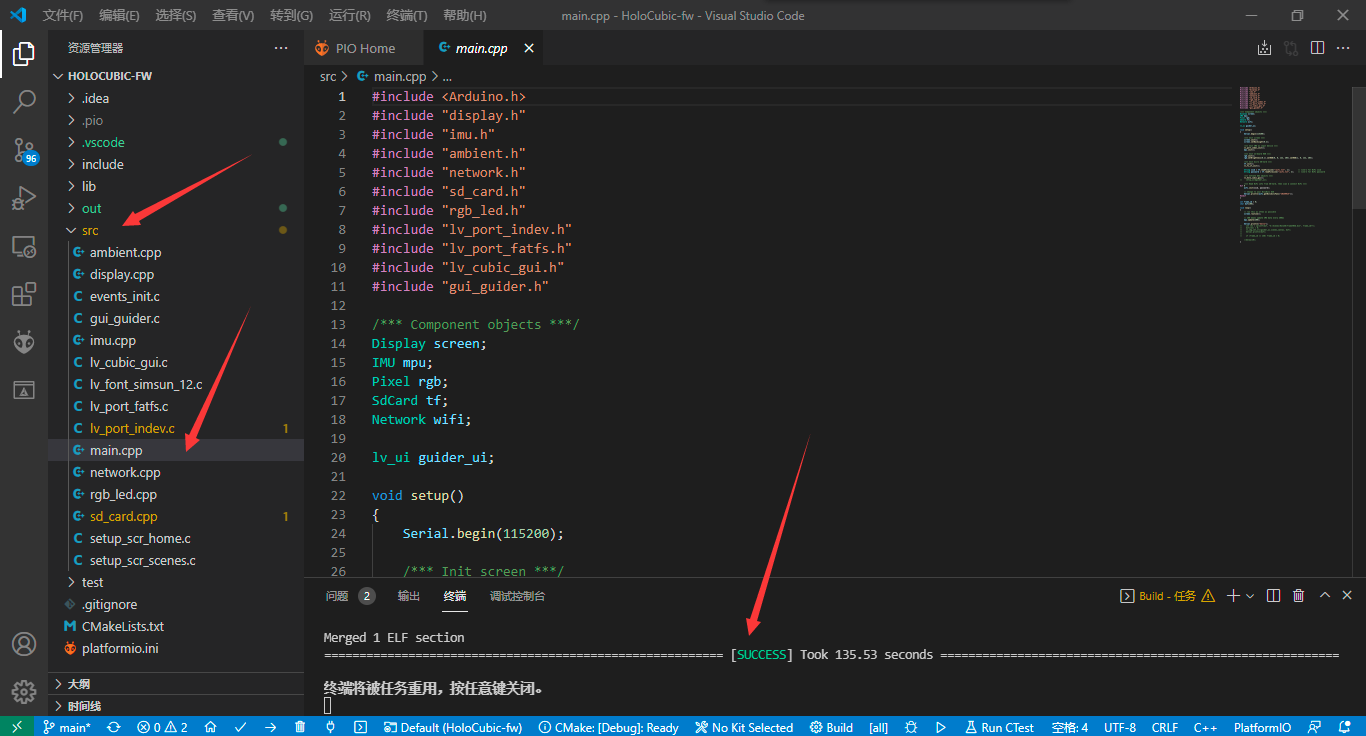 文件(F) 编辑(E) 选择(S) 查看(V) 转到(G) 运行(R) 终端(T) 帮助(H) main.cpp - HoloCubic-fw - Visual Studio Code
资源管理器 ···
PIO Home main.cpp
HOLOCUBIC-FW
.idea
.pio
.vscode
include
lib
out
src
ambient.cpp
display.cpp
events_init.c
gui_guider.c
imu.cpp
lv_cubic_gui.c
lv_font_simsun_12.c
lv_port_fatfs.c
lv_port_indev.c 1
main.cpp
network.cpp
rgb_led.cpp
sd_card.cpp 1
setup_scr_home.c
setup_scr_scenes.c
test
.gitignore
CMakeLists.txt
platformio.ini
大纲
时间线
96
src > main.cpp > ...
1 #include <Arduino.h>
2 #include "display.h"
3 #include "imu.h"
4 #include "ambient.h"
5 #include "network.h"
6 #include "sd_card.h"
7 #include "rgb_led.h"
8 #include "lv_port_indev.h"
9 #include "lv_port_fatfs.h"
10 #include "lv_cubic_gui.h"
11 #include "gui_guider.h"
12
13 /*** Component objects ***/
14 Display screen;
15 IMU mpu;
16 Pixel rgb;
17 SdCard tf;
18 Network wifi;
19
20 lv_ui guider_ui;
21
22 void setup()
23 {
24 Serial.begin(115200);
25
26 /*** Init screen ***/
问题 2 输出 终端 调试控制台 Build - 任务
Merged 1 ELF section
[SUCCESS] Took 135.53 seconds
终端将被任务重用，按任意键关闭。
main* 0 2 Default (HoloCubic-fw) CMake: [Debug]: Ready No Kit Selected Build [all] Run CTest 空格: 4 UTF-8 CRLF C++ PlatformIO